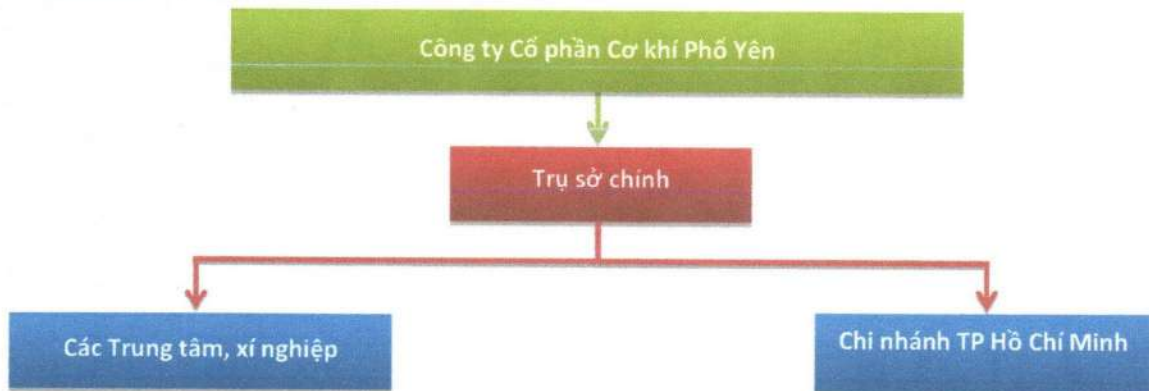 Công ty Cổ phần Cơ khí Phổ Yên
Trụ sở chính
Các Trung tâm, xí nghiệp
Chi nhánh TP Hồ Chí Minh